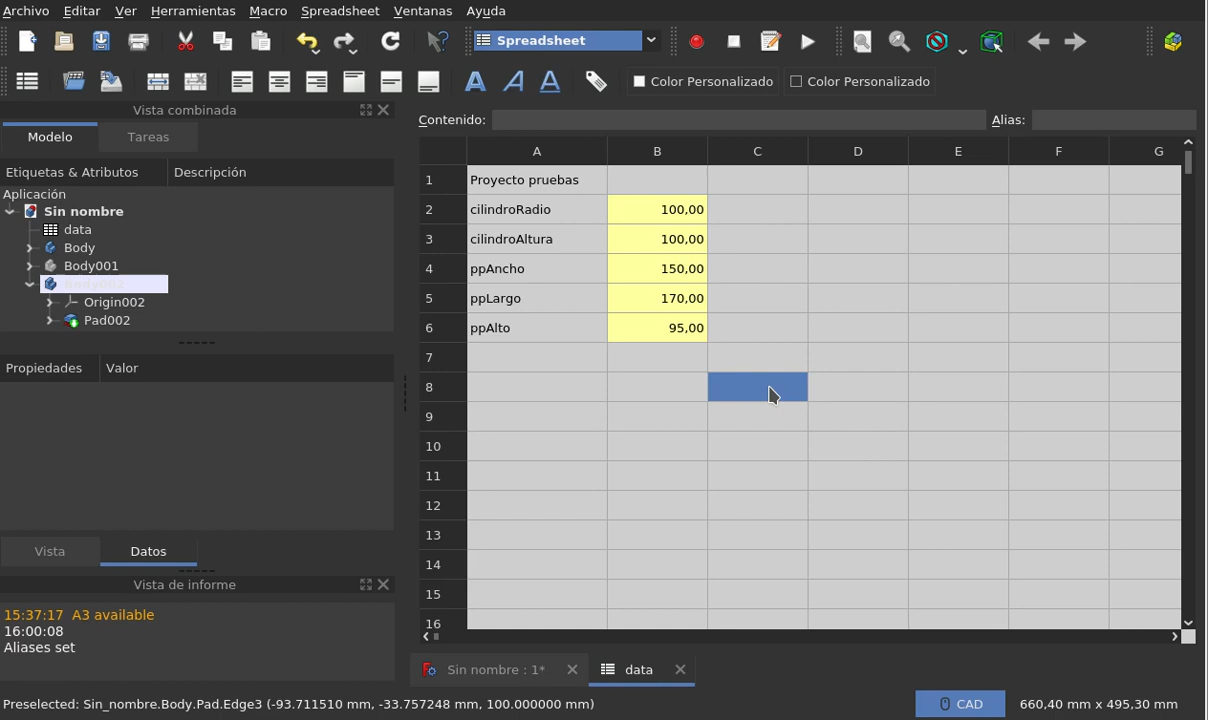 Archivo Editar Ver Herramientas Macro Spreadsheet Ventanas Ayuda
Spreadsheet
A A A Color Personalizado Color Personalizado
Vista combinada
Modelo Tareas
Etiquetas & Atributos Descripción
Aplicación
Sin nombre
data
Body
Body001
Body002
Origin002
Pad002
Propiedades Valor
Vista Datos
Vista de informe
15:37:17 A3 available
16:00:08
Aliases set
Contenido: Alias:
A B C D E F G
1 Proyecto pruebas
2 cilindroRadio 100,00
3 cilindroAltura 100,00
4 ppAncho 150,00
5 ppLargo 170,00
6 ppAlto 95,00
7
8
9
10
11
12
13
14
15
16
Sin nombre : 1* data
Preselected: Sin_nombre.Body.Pad.Edge3 (-93.711510 mm, -33.757248 mm, 100.000000 mm) CAD 660,40 mm x 495,30 mm